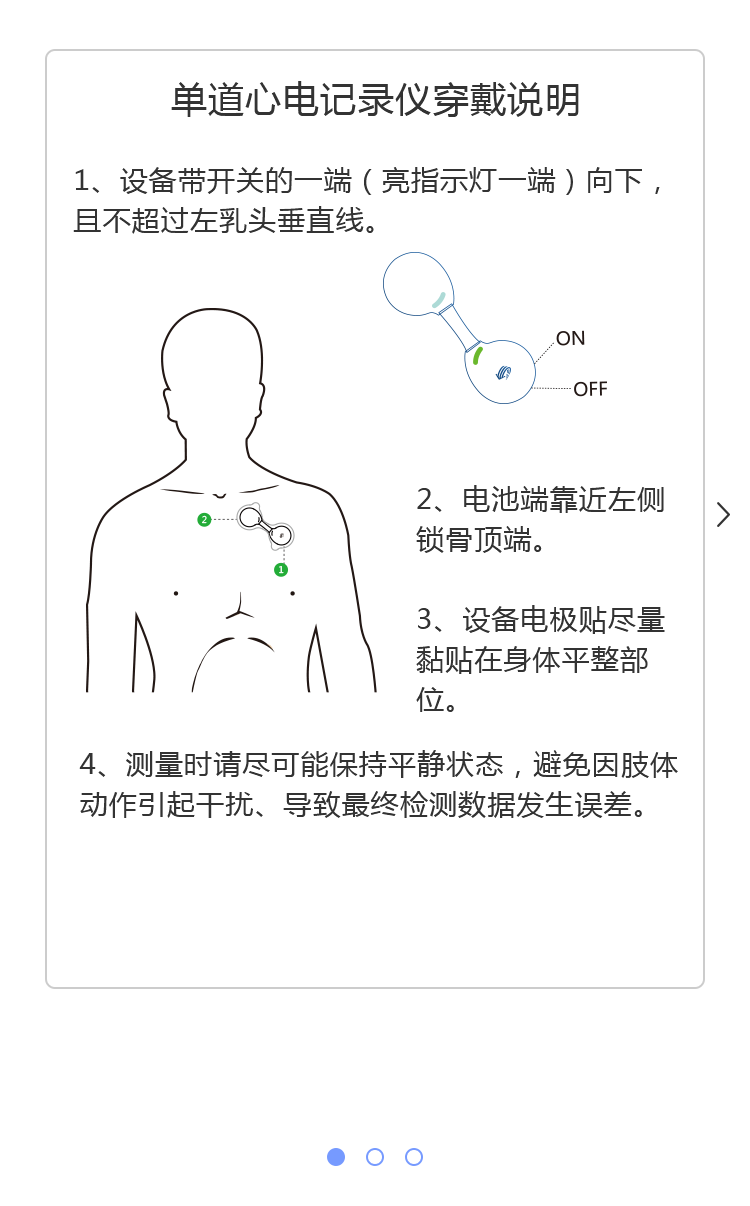 单道心电记录仪穿戴说明
1、设备带开关的一端（亮指示灯一端）向下，
且不超过左乳头垂直线。
ON
OFF
2、电池端靠近左侧
锁骨顶端。
2
1
3、设备电极贴尽量
黏贴在身体平整部
位。
4、测量时请尽可能保持平静状态，避免因肢体
动作引起干扰、导致最终检测数据发生误差。